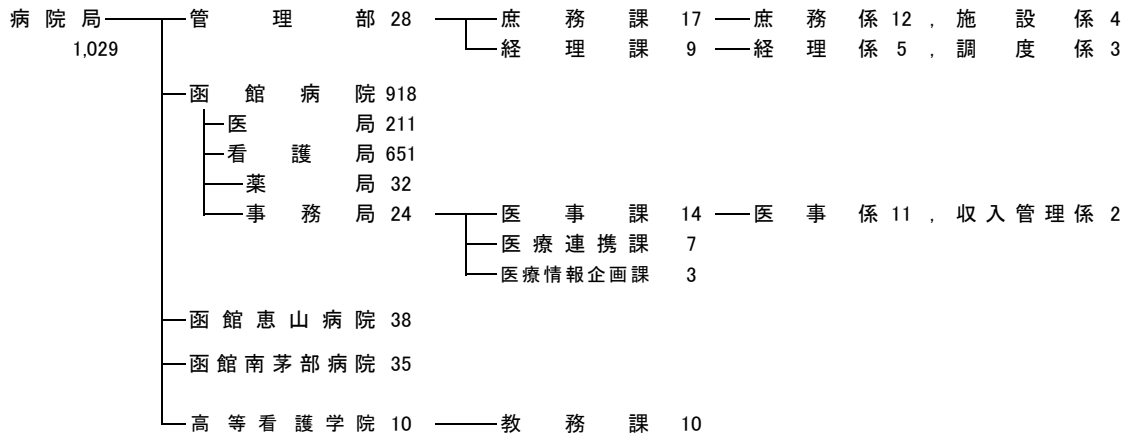 病院局 管理部 28 庶務課 17 庶務係 12 , 施設係 4
1,029 経理課 9 経理係 5 , 調度係 3
函館病院 918
医局 211
看護局 651
薬局 32
事務局 24 医事課 14 医事係 11 , 収入管理係 2
医療連携課 7
医療情報企画課 3
函館恵山病院 38
函館南茅部病院 35
高等看護学院 10 教務課 10